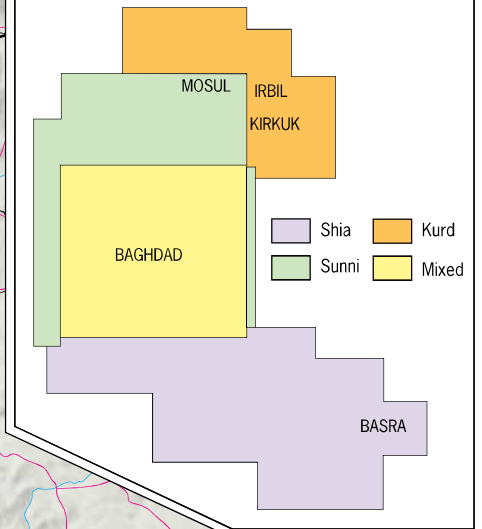 MOSUL
IRBIL
KIRKUK
BAGHDAD
Shia
Kurd
Sunni
Mixed
BASRA